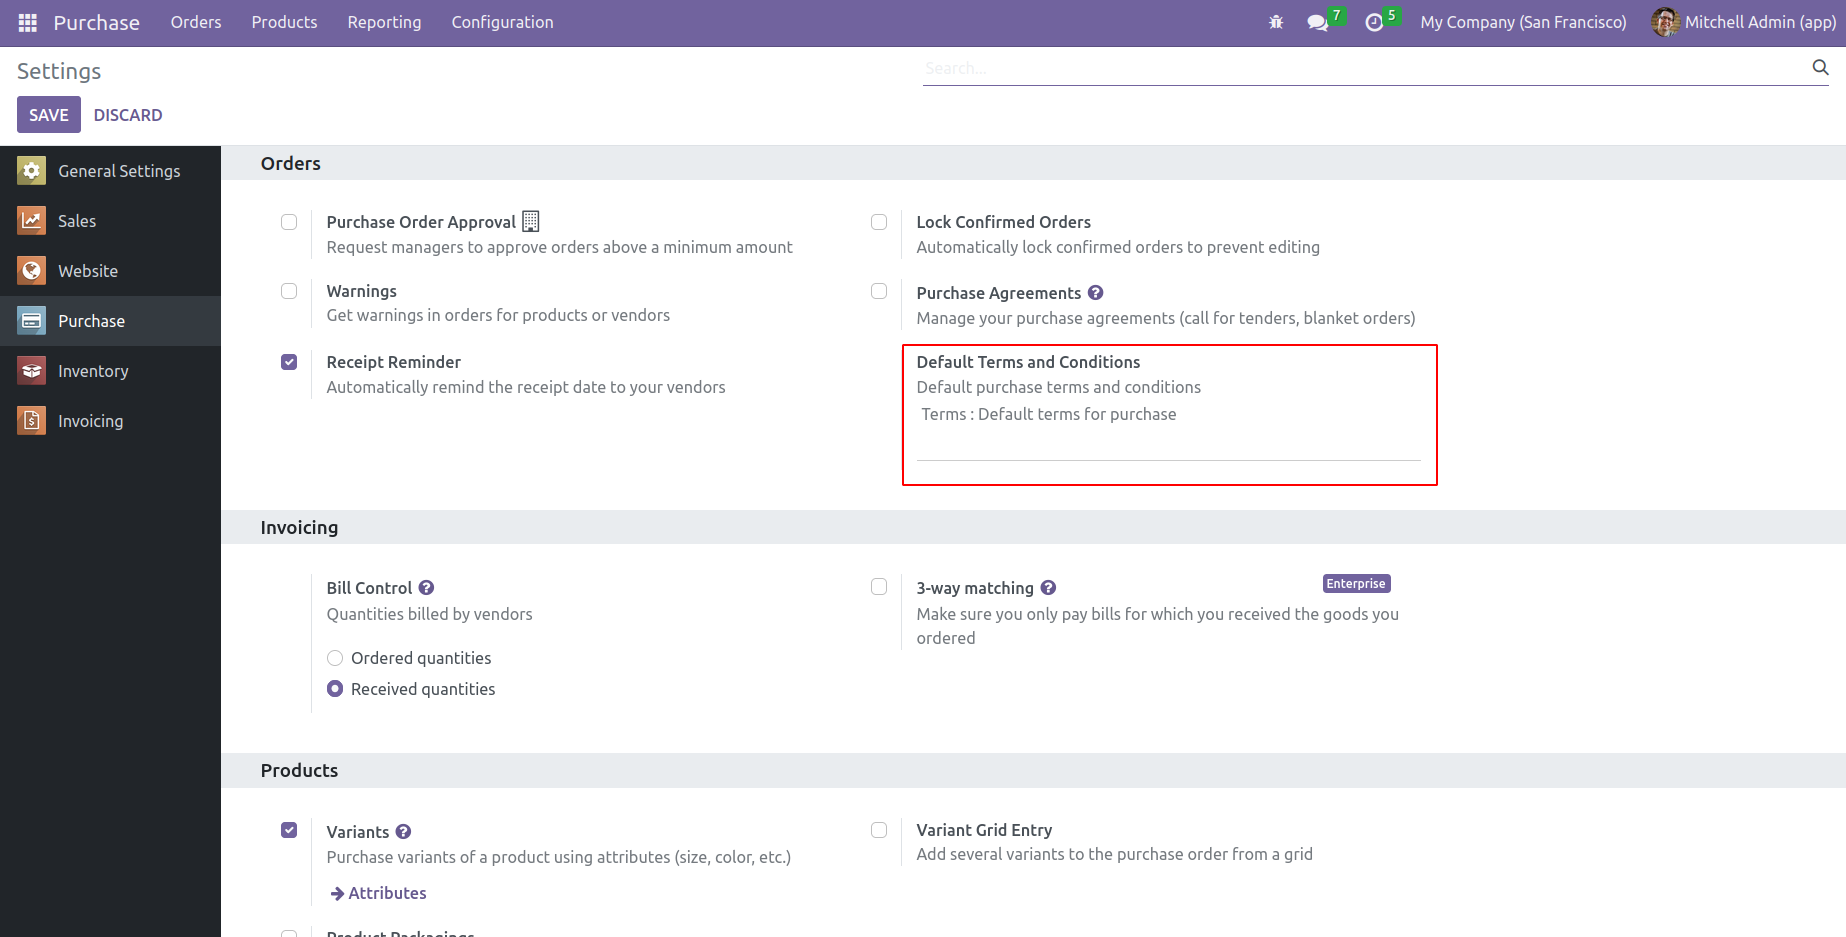 Purchase Orders Products Reporting Configuration 7 5 My Company (San Francisco) Mitchell Admin (app)
Settings
Search...
SAVE DISCARD
General Settings
Sales
Website
Purchase
Inventory
Invoicing
Orders
Purchase Order Approval
Request managers to approve orders above a minimum amount
Lock Confirmed Orders
Automatically lock confirmed orders to prevent editing
Warnings
Get warnings in orders for products or vendors
Purchase Agreements ?
Manage your purchase agreements (call for tenders, blanket orders)
Receipt Reminder
Automatically remind the receipt date to your vendors
Default Terms and Conditions
Default purchase terms and conditions
Terms : Default terms for purchase
Invoicing
Bill Control ?
Quantities billed by vendors
Ordered quantities
Received quantities
3-way matching ? Enterprise
Make sure you only pay bills for which you received the goods you
ordered
Products
Variants ?
Purchase variants of a product using attributes (size, color, etc.)
Attributes
Variant Grid Entry
Add several variants to the purchase order from a grid
Product Packagings